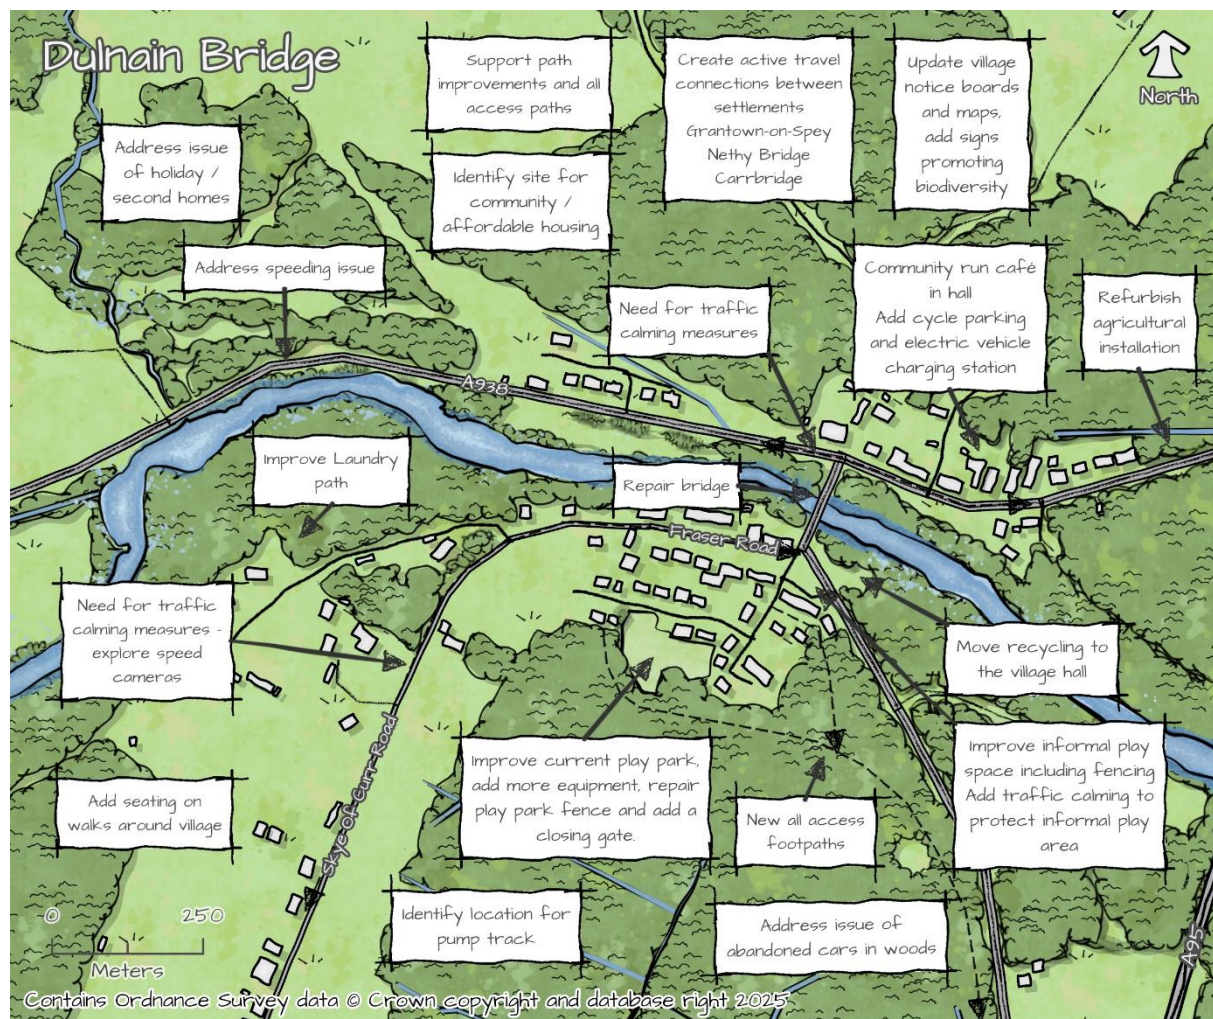 Dulnain Bridge
North
Support path
improvements and all
access paths
Create active travel
connections between
settlements
Grantown-on-Spey
Nethy Bridge
Carrbridge
Update village
notice boards
and maps,
add signs
promoting
biodiversity
Address issue
of holiday /
second homes
Identify site for
community /
affordable housing
Address speeding issue
Need for traffic
calming measures
Community run café
in hall
Add cycle parking
and electric vehicle
charging station
Refurbish
agricultural
installation
A938
Improve Laundry
path
Repair bridge
Fraser Road
Need for traffic
calming measures -
explore speed
cameras
Move recycling to
the village hall
Skye Of Curr Road
Improve current play park,
add more equipment, repair
play park fence and add a
closing gate.
Improve informal play
space including fencing
Add traffic calming to
protect informal play
area
Add seating on
walks around village
New all access
footpaths
Identify location for
pump track
Address issue of
abandoned cars in woods
A95
0 250
Meters
Contains Ordnance Survey data © Crown copyright and database right 2025